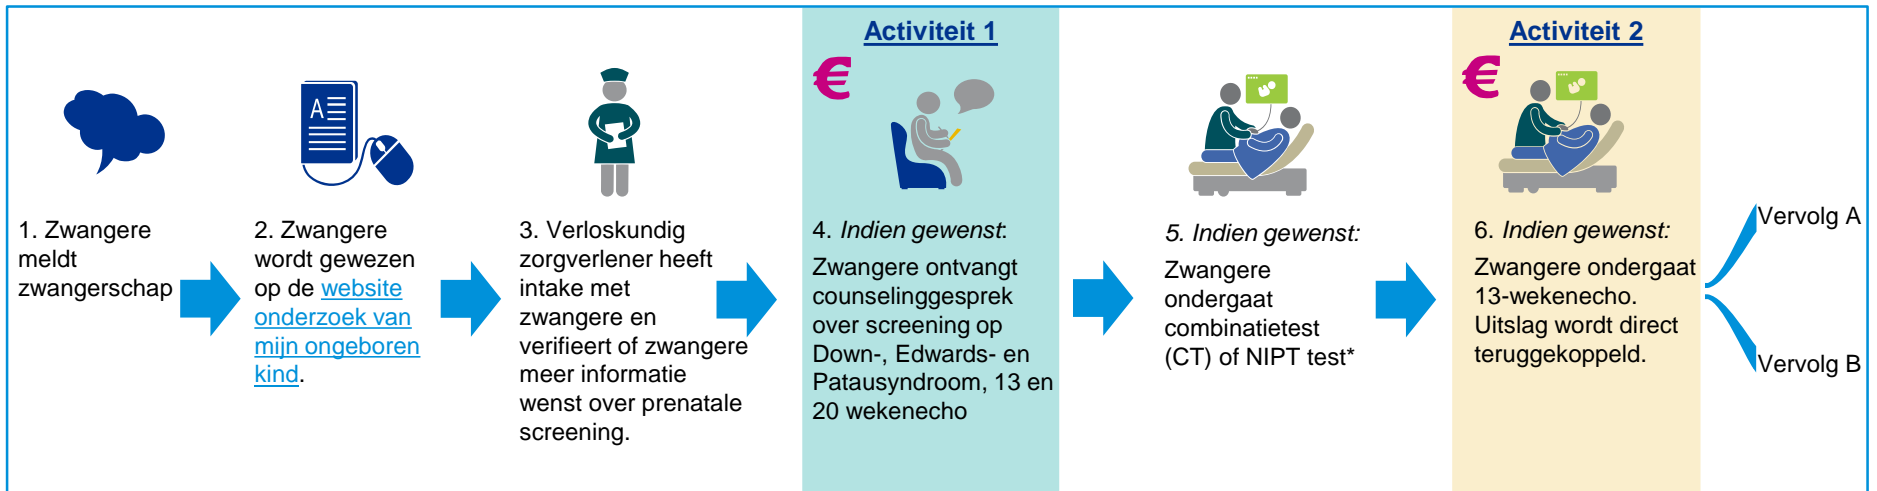 Activiteit 1
Activiteit 2
€
€
A
1. Zwangere
meldt
zwangerschap
2. Zwangere
wordt gewezen
op de website
onderzoek van
mijn ongeboren
kind.
3. Verloskundig
zorgverlener heeft
intake met
zwangere en
verifieert of zwangere
meer informatie
wenst over prenatale
screening.
4. Indien gewenst:
Zwangere ontvangt
counselinggesprek
over screening op
Down-, Edwards- en
Patausyndroom, 13 en
20 wekenecho
5. Indien gewenst:
Zwangere
ondergaat
combinatietest
(CT) of NIPT test*
6. Indien gewenst:
Zwangere ondergaat
13-wekenecho.
Uitslag wordt direct
teruggekoppeld.
Vervolg A
Vervolg B